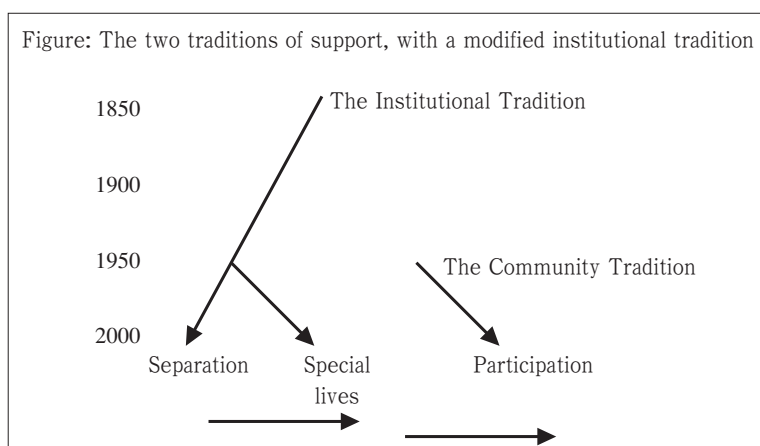 Figure: The two traditions of support, with a modified institutional tradition
1850
The Institutional Tradition
1900
1950
The Community Tradition
2000
Separation
Special
lives
Participation